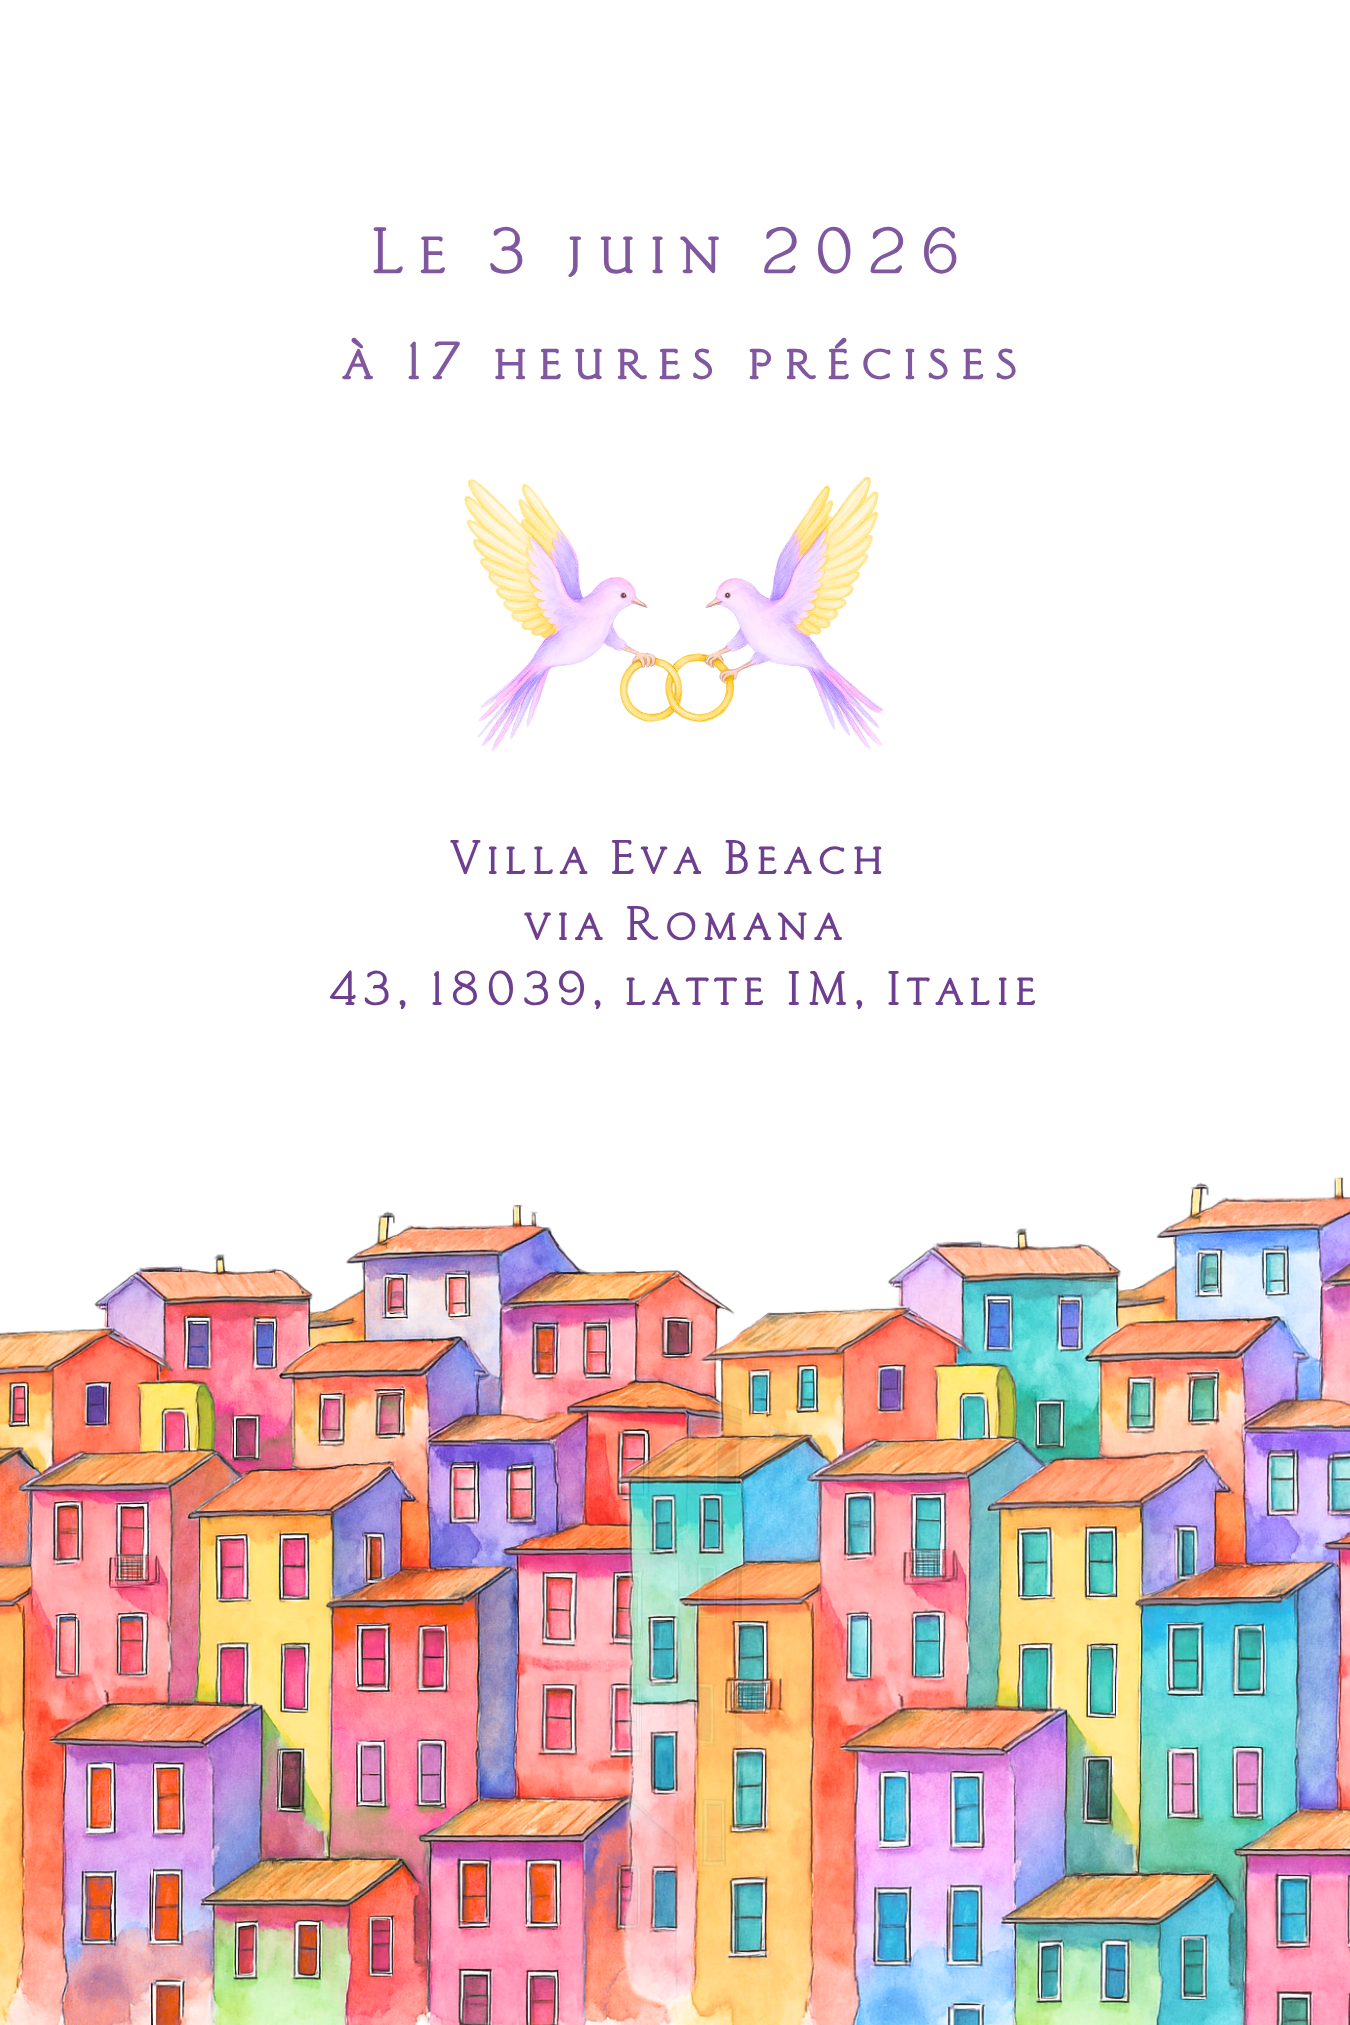 Le 3 juin 2026
à 17 heures précises
Villa Eva Beach
via Romana
43, 18039, latte IM, Italie